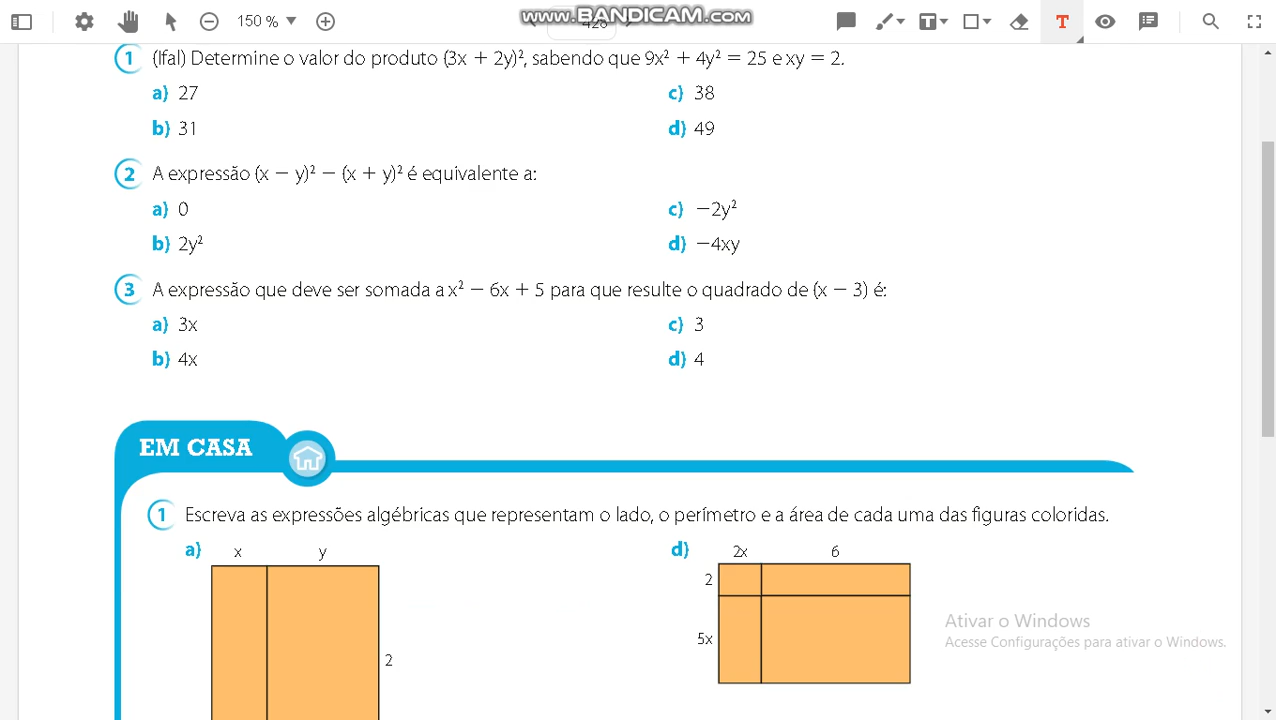 150 %
www.BANDICAM.com
1 (Ifal) Determine o valor do produto (3x + 2y)², sabendo que 9x² + 4y² = 25 e xy = 2.
a) 27
c) 38
b) 31
d) 49
2 A expressão (x − y)² − (x + y)² é equivalente a:
a) 0
c) −2y²
b) 2y²
d) −4xy
3 A expressão que deve ser somada a x² − 6x + 5 para que resulte o quadrado de (x − 3) é:
a) 3x
c) 3
b) 4x
d) 4
EM CASA
1 Escreva as expressões algébricas que representam o lado, o perímetro e a área de cada uma das figuras coloridas.
a) x y
2
d) 2x 6
2
5x
Ativar o Windows
Acesse Configurações para ativar o Windows.